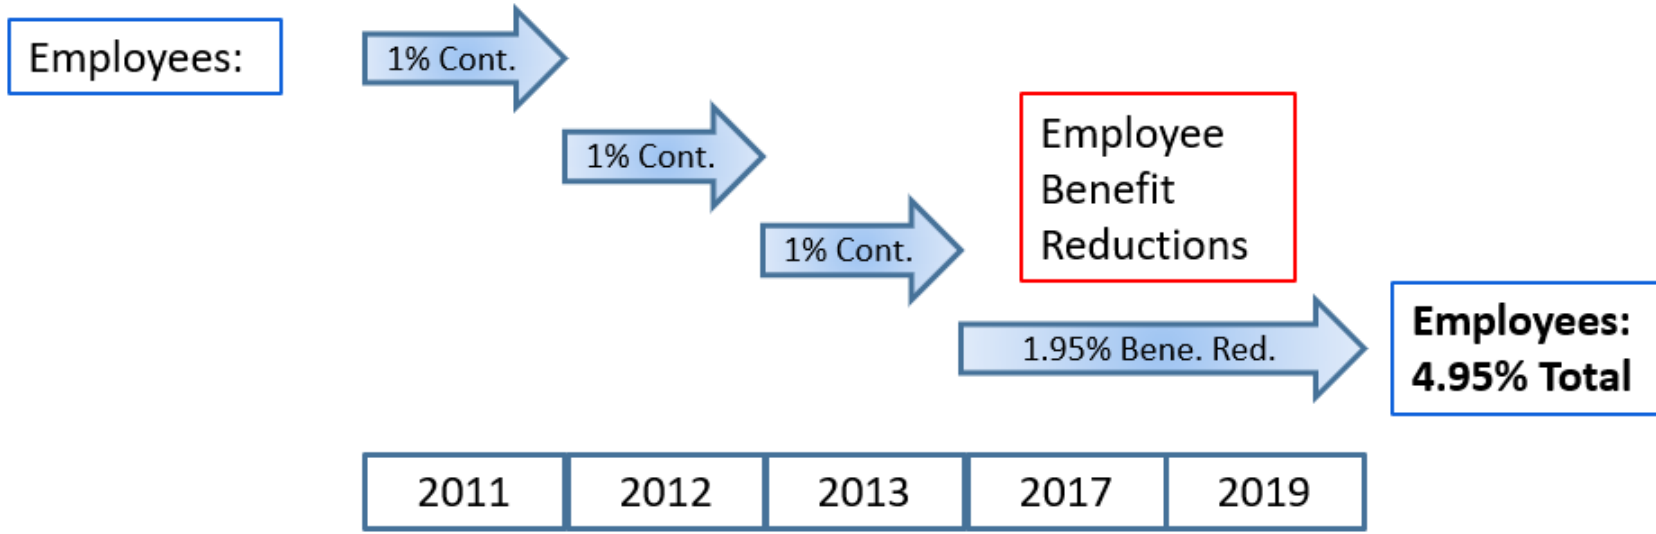 Employees:
1% Cont.
1% Cont.
1% Cont.
Employee
Benefit
Reductions
1.95% Bene. Red.
Employees:
4.95% Total
2011 2012 2013 2017 2019